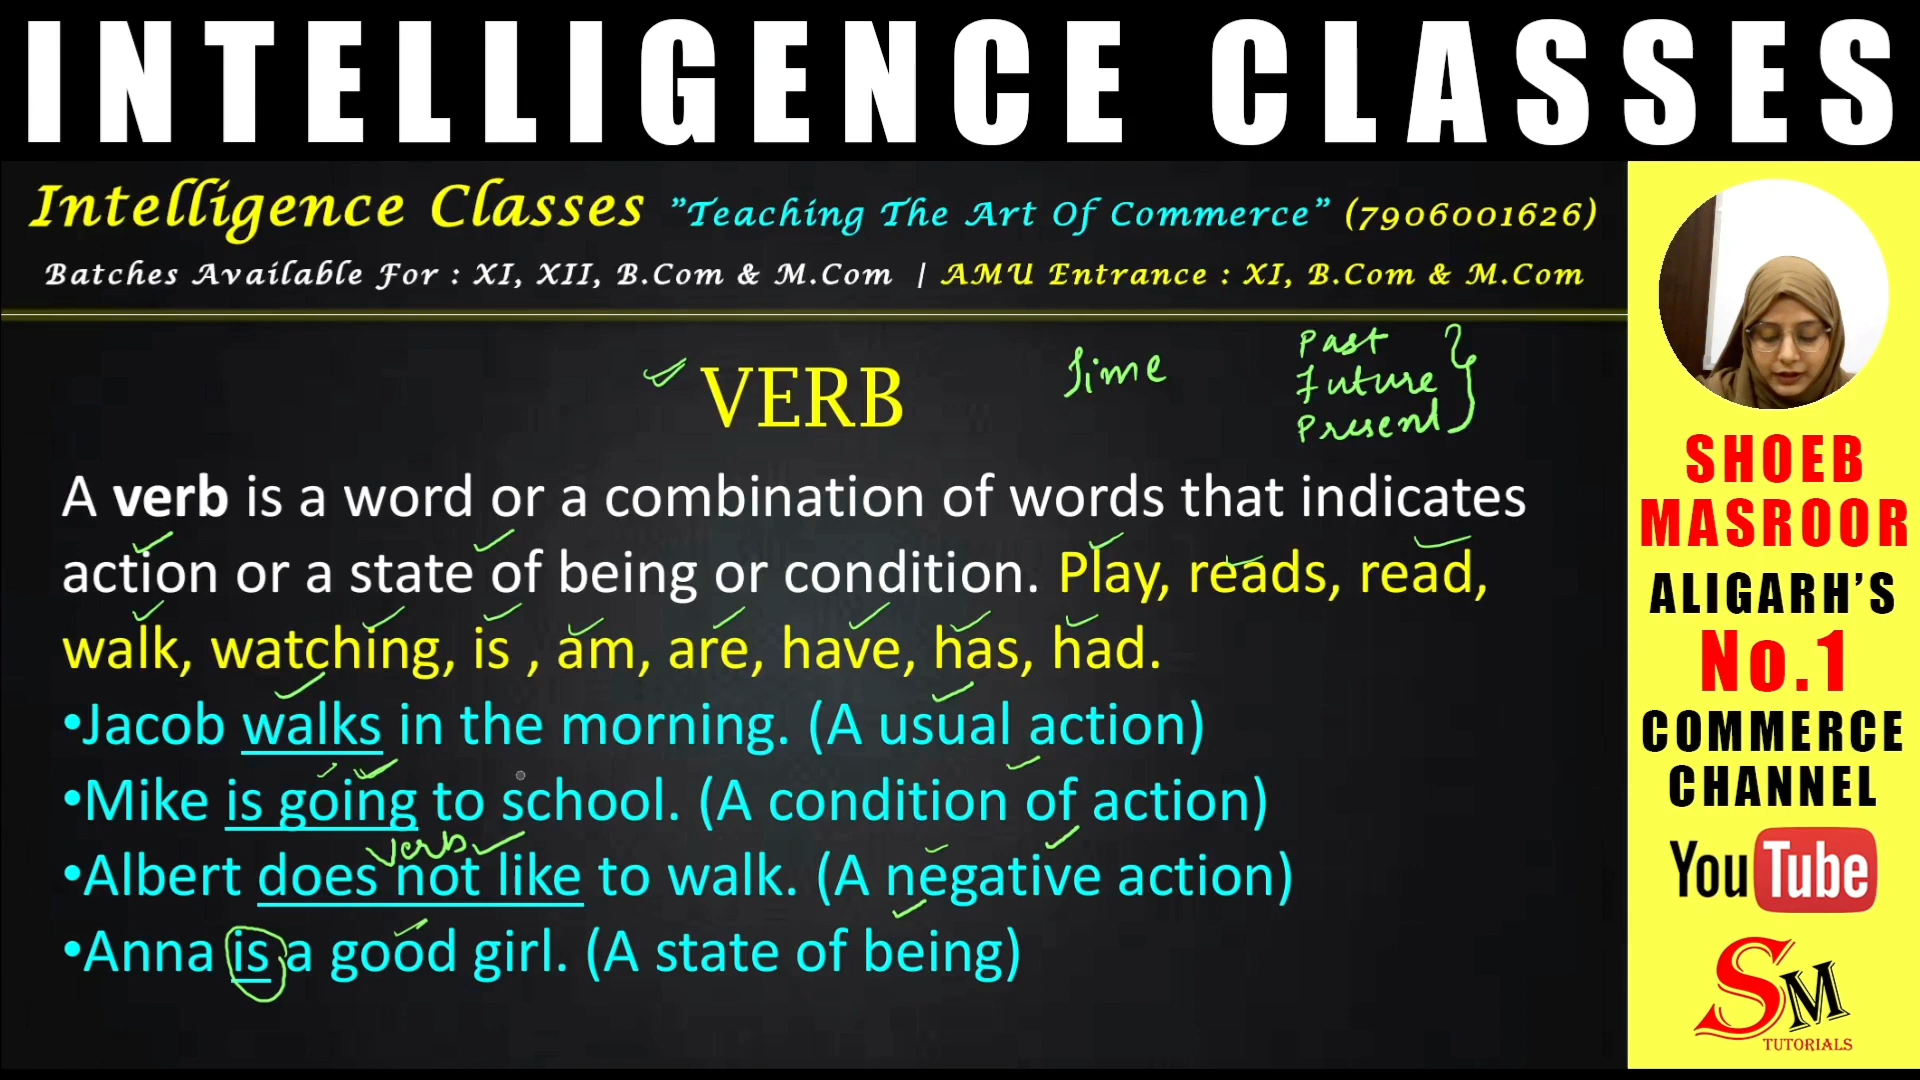 INTELLIGENCE CLASSES
Intelligence Classes "Teaching The Art Of Commerce" (7906001626)
Batches Available For : XI, XII, B.Com & M.Com | AMU Entrance : XI, B.Com & M.Com
VERB
Time
Past
Future
Present
A verb is a word or a combination of words that indicates
action or a state of being or condition. Play, reads, read,
walk, watching, is , am, are, have, has, had.
•Jacob walks in the morning. (A usual action)
•Mike is going to school. (A condition of action)
verb
•Albert does not like to walk. (A negative action)
•Anna is a good girl. (A state of being)
SHOEB
MASROOR
ALIGARH'S
No.1
COMMERCE
CHANNEL
YouTube
SM
TUTORIALS